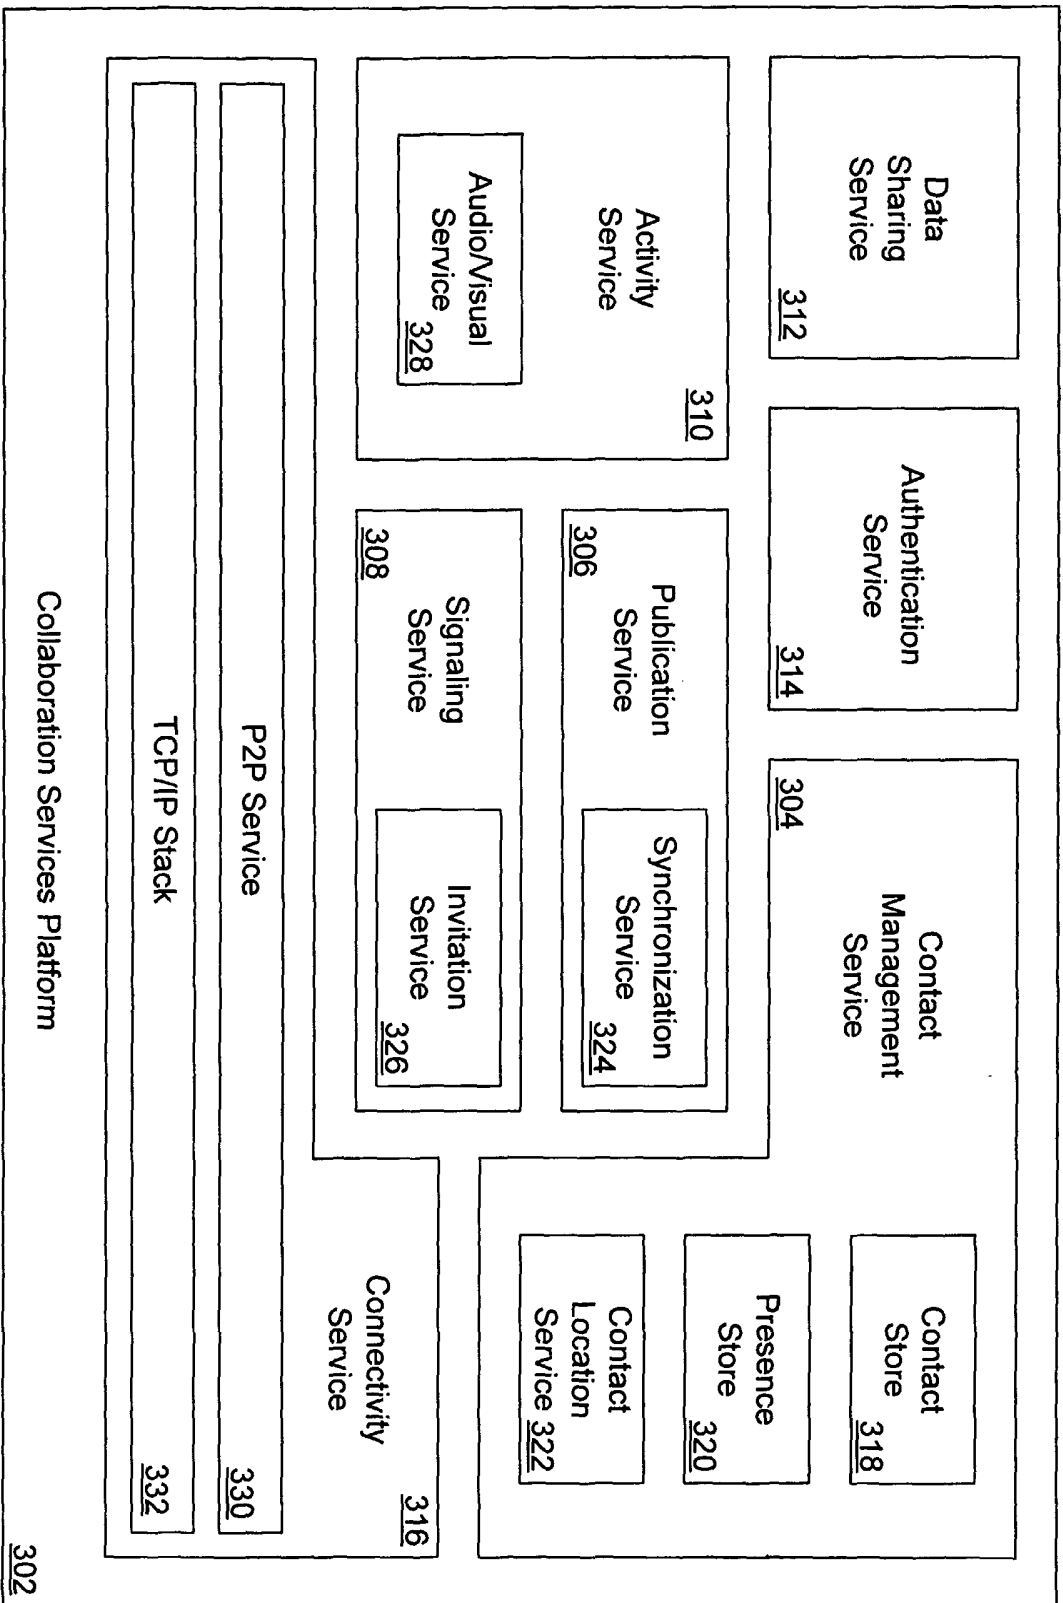 Data
Sharing
Service
312
Authentication
Service
314
Contact
Management
Service
304
Contact
Store
318
Presence
Store
320
Contact
Location
Service
322
Activity
Service
310
Audio/Visual
Service
328
Publication
Service
306
Synchronization
Service
324
Signaling
Service
308
Invitation
Service
326
Connectivity
Service
316
P2P Service
330
TCP/IP Stack
332
Collaboration Services Platform
302